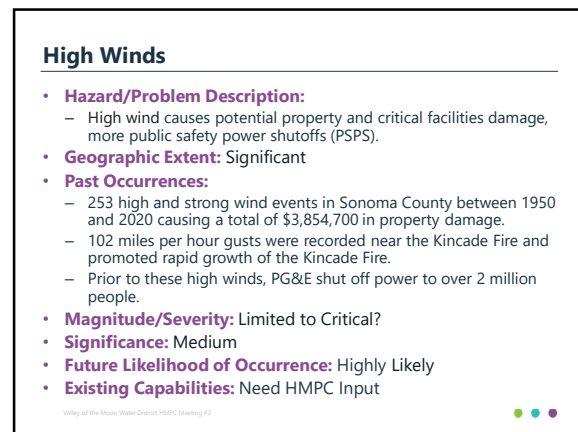 High Winds
• Hazard/Problem Description:
– High wind causes potential property and critical facilities damage,
more public safety power shutoffs (PSPS).
• Geographic Extent: Significant
• Past Occurrences:
– 253 high and strong wind events in Sonoma County between 1950
and 2020 causing a total of $3,854,700 in property damage.
– 102 miles per hour gusts were recorded near the Kincade Fire and
promoted rapid growth of the Kincade Fire.
– Prior to these high winds, PG&E shut off power to over 2 million
people.
• Magnitude/Severity: Limited to Critical?
• Significance: Medium
• Future Likelihood of Occurrence: Highly Likely
• Existing Capabilities: Need HMPC Input
Valley of the Moon Water District HMPC Meeting #2